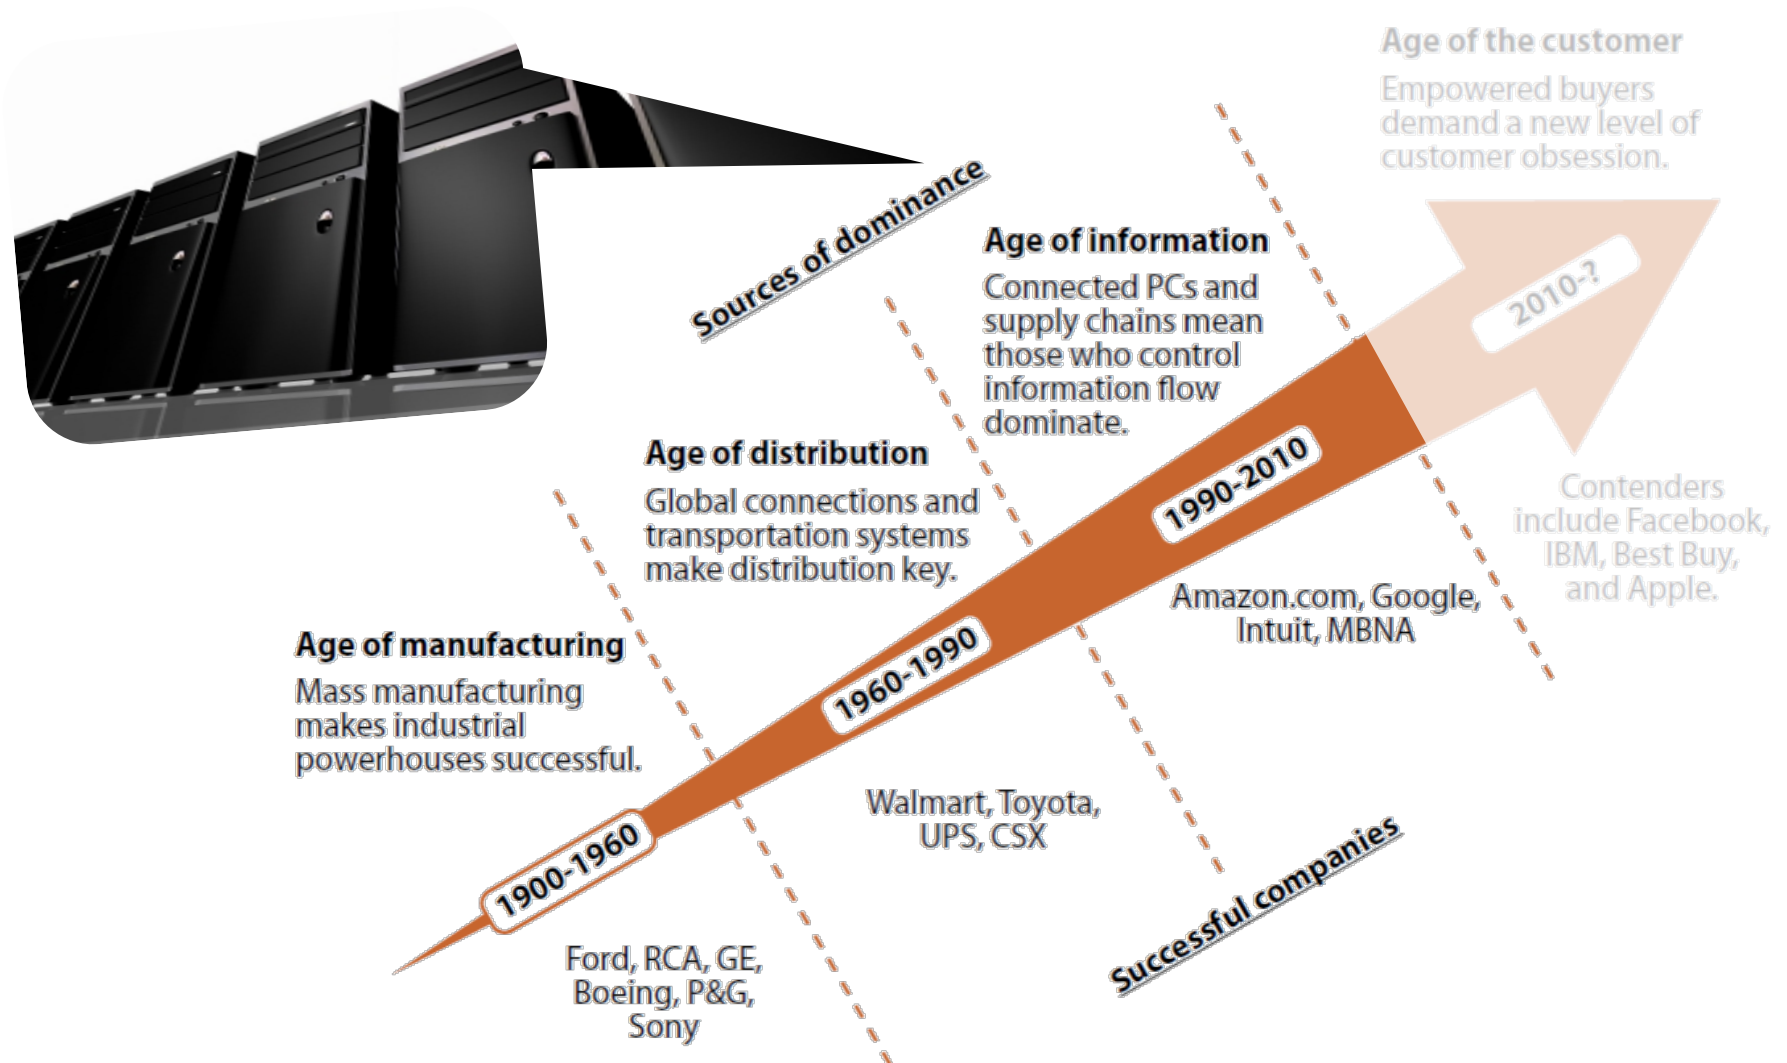 Age of the customer
Empowered buyers
demand a new level of
customer obsession.
2010-?
Contenders
include Facebook,
IBM, Best Buy,
and Apple.
Sources of dominance
Age of information
Connected PCs and
supply chains mean
those who control
information flow
dominate.
1990-2010
Amazon.com, Google,
Intuit, MBNA
Age of distribution
Global connections and
transportation systems
make distribution key.
1960-1990
Walmart, Toyota,
UPS, CSX
Age of manufacturing
Mass manufacturing
makes industrial
powerhouses successful.
1900-1960
Ford, RCA, GE,
Boeing, P&G,
Sony
Successful companies